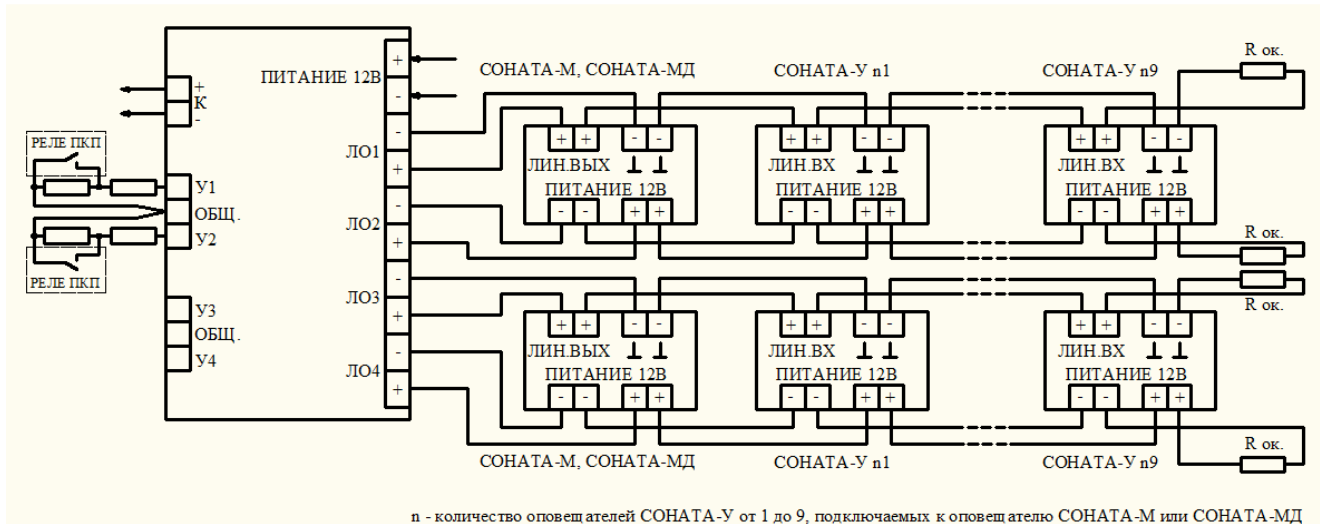 ПИТАНИЕ 12В
+
-
+
К
-
РЕЛЕ ПКП
У1
ОБЩ.
У2
РЕЛЕ ПКП
У3
ОБЩ.
У4
-
ЛО1
+
-
ЛО2
+
-
ЛО3
+
-
ЛО4
+
СОНАТА-М, СОНАТА-МД
СОНАТА-У n1
СОНАТА-У n9
R ок.
+ + - -
ЛИН.ВЫХ
ПИТАНИЕ 12В
- - + +
+ + - -
ЛИН.ВХ
ПИТАНИЕ 12В
- - + +
+ + - -
ЛИН.ВХ
ПИТАНИЕ 12В
- - + +
R ок.
R ок.
+ + - -
ЛИН.ВЫХ
ПИТАНИЕ 12В
- - + +
+ + - -
ЛИН.ВХ
ПИТАНИЕ 12В
- - + +
+ + - -
ЛИН.ВХ
ПИТАНИЕ 12В
- - + +
R ок.
СОНАТА-М, СОНАТА-МД
СОНАТА-У n1
СОНАТА-У n9
n - количество оповещателей СОНАТА-У от 1 до 9, подключаемых к оповещателю СОНАТА-М или СОНАТА-МД